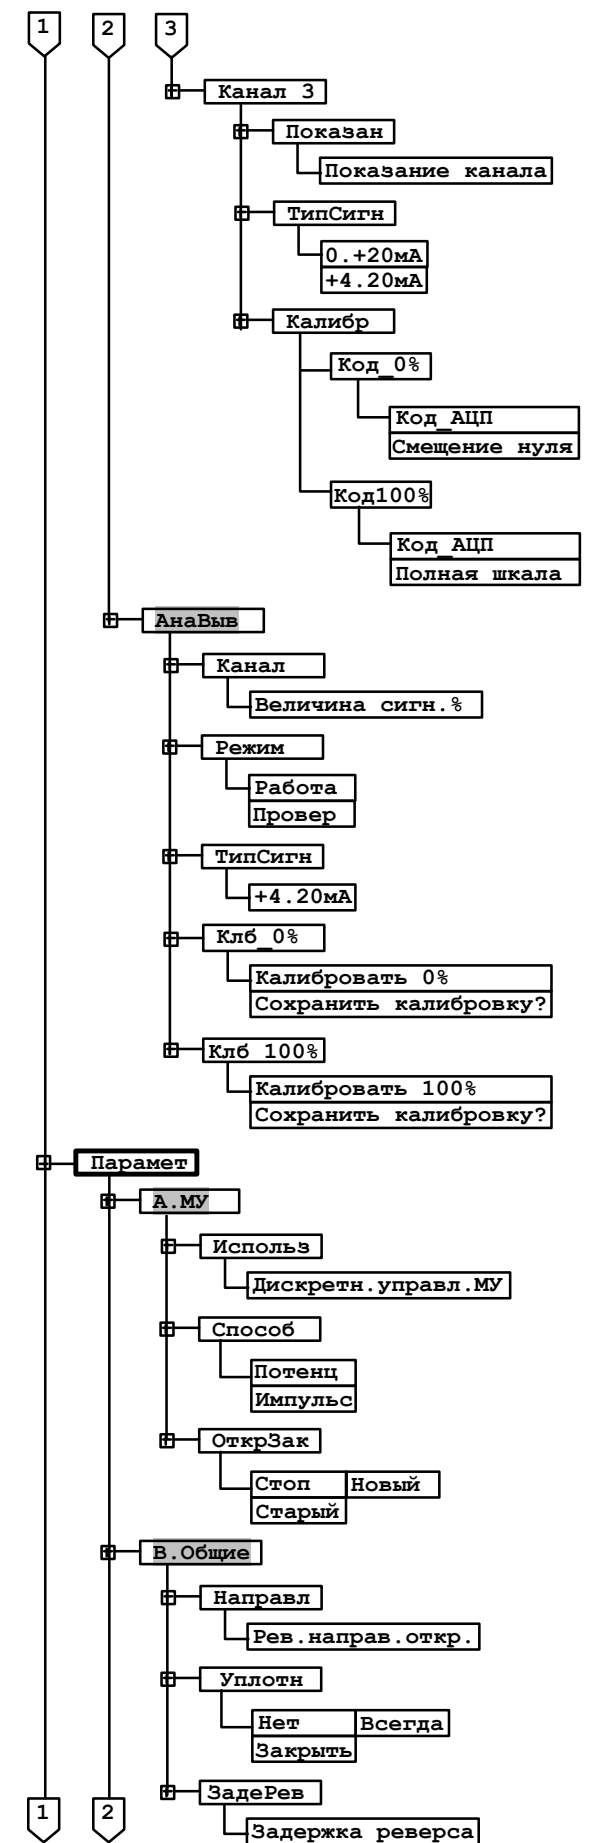 1 2 3
Канал 3
Показан
Показание канала
ТипСигн
0.+20мА
+4.20мА
Калибр
Код_0%
Код_АЦП
Смещение нуля
Код100%
Код_АЦП
Полная шкала
АнаВыв
Канал
Величина сигн.%
Режим
Работа
Провер
ТипСигн
+4.20мА
Клб_0%
Калибровать 0%
Сохранить калибровку?
Клб 100%
Калибровать 100%
Сохранить калибровку?
Парамет
А.МУ
Использ
Дискретн.управл.МУ
Способ
Потенц
Импульс
ОткрЗак
Стоп Новый
Старый
В.Общие
Направл
Рев.направ.откр.
Уплотн
Нет Всегда
Закрыть
ЗадеРев
1 2
Задержка реверса